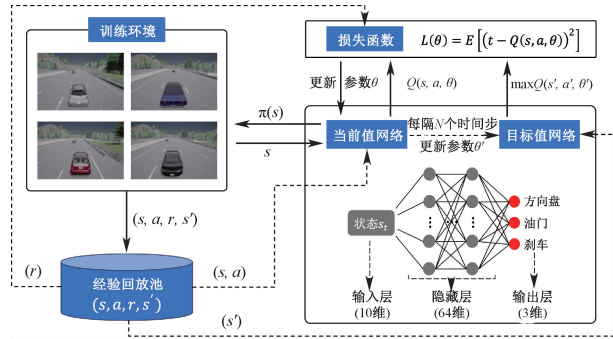 训练环境
损失函数
L(θ) = E[(t − Q(s, a, θ))²]
更新 参数θ
Q(s, a, θ)
maxQ(s′, a′, θ′)
π(s)
s
当前值网络
每隔N个时间步
更新参数θ′
目标值网络
状态sₜ
方向盘
油门
刹车
输入层
(10维)
隐藏层
(64维)
输出层
(3维)
(s, a, r, s′)
(r)
经验回放池
(s,a,r,s′)
(s, a)
(s′)